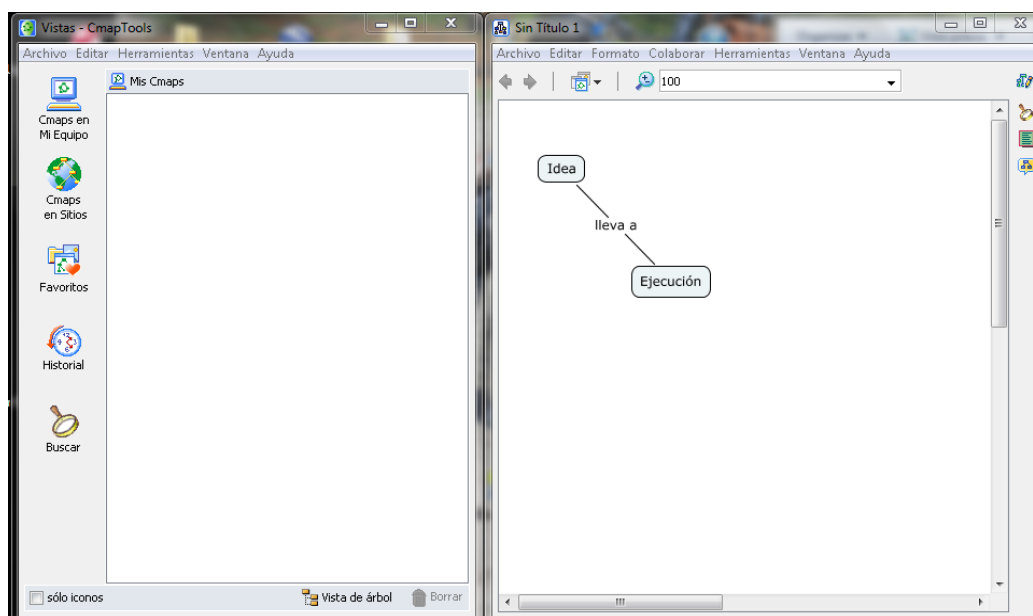 Vistas - CmapTools
Archivo Editar Herramientas Ventana Ayuda
Mis Cmaps
Cmaps en
Mi Equipo
Cmaps
en Sitios
Favoritos
Historial
Buscar
sólo iconos
Vista de árbol
Borrar
Sin Título 1
Archivo Editar Formato Colaborar Herramientas Ventana Ayuda
100
Idea
lleva a
Ejecución